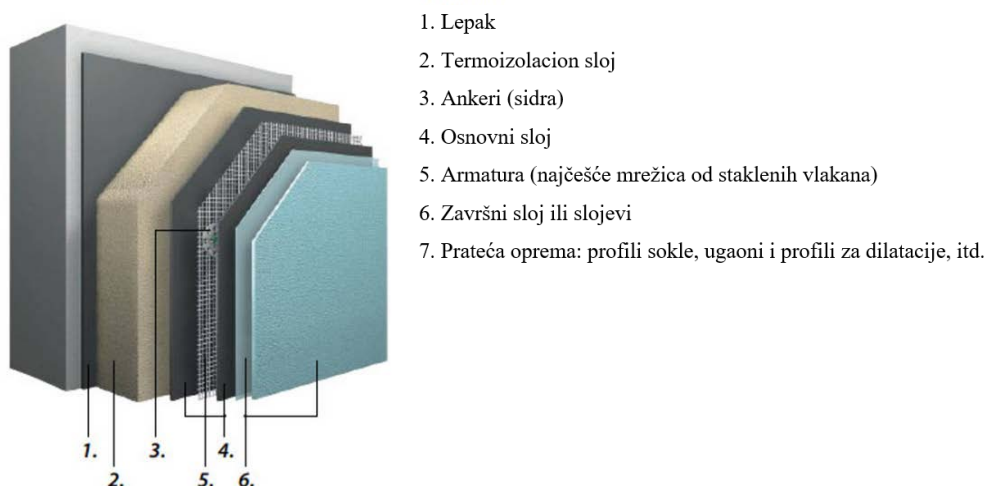 1. Lepak
2. Termoizolacion sloj
3. Ankeri (sidra)
4. Osnovni sloj
5. Armatura (najčešće mrežica od staklenih vlakana)
6. Završni sloj ili slojevi
7. Prateća oprema: profili sokle, ugaoni i profili za dilatacije, itd.
1. 3. 4.
2. 5. 6.